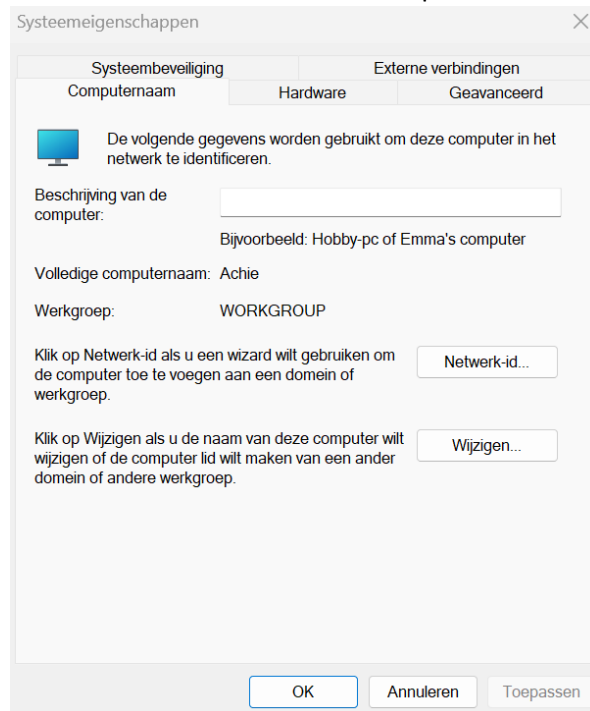 Systeemeigenschappen
Systeembeveiliging Externe verbindingen
Computernaam Hardware Geavanceerd
De volgende gegevens worden gebruikt om deze computer in het
netwerk te identificeren.
Beschrijving van de
computer:
Bijvoorbeeld: Hobby-pc of Emma's computer
Volledige computernaam: Achie
Werkgroep: WORKGROUP
Klik op Netwerk-id als u een wizard wilt gebruiken om
de computer toe te voegen aan een domein of
werkgroep.
Netwerk-id...
Klik op Wijzigen als u de naam van deze computer wilt
wijzigen of de computer lid wilt maken van een ander
domein of andere werkgroep.
Wijzigen...
OK Annuleren Toepassen